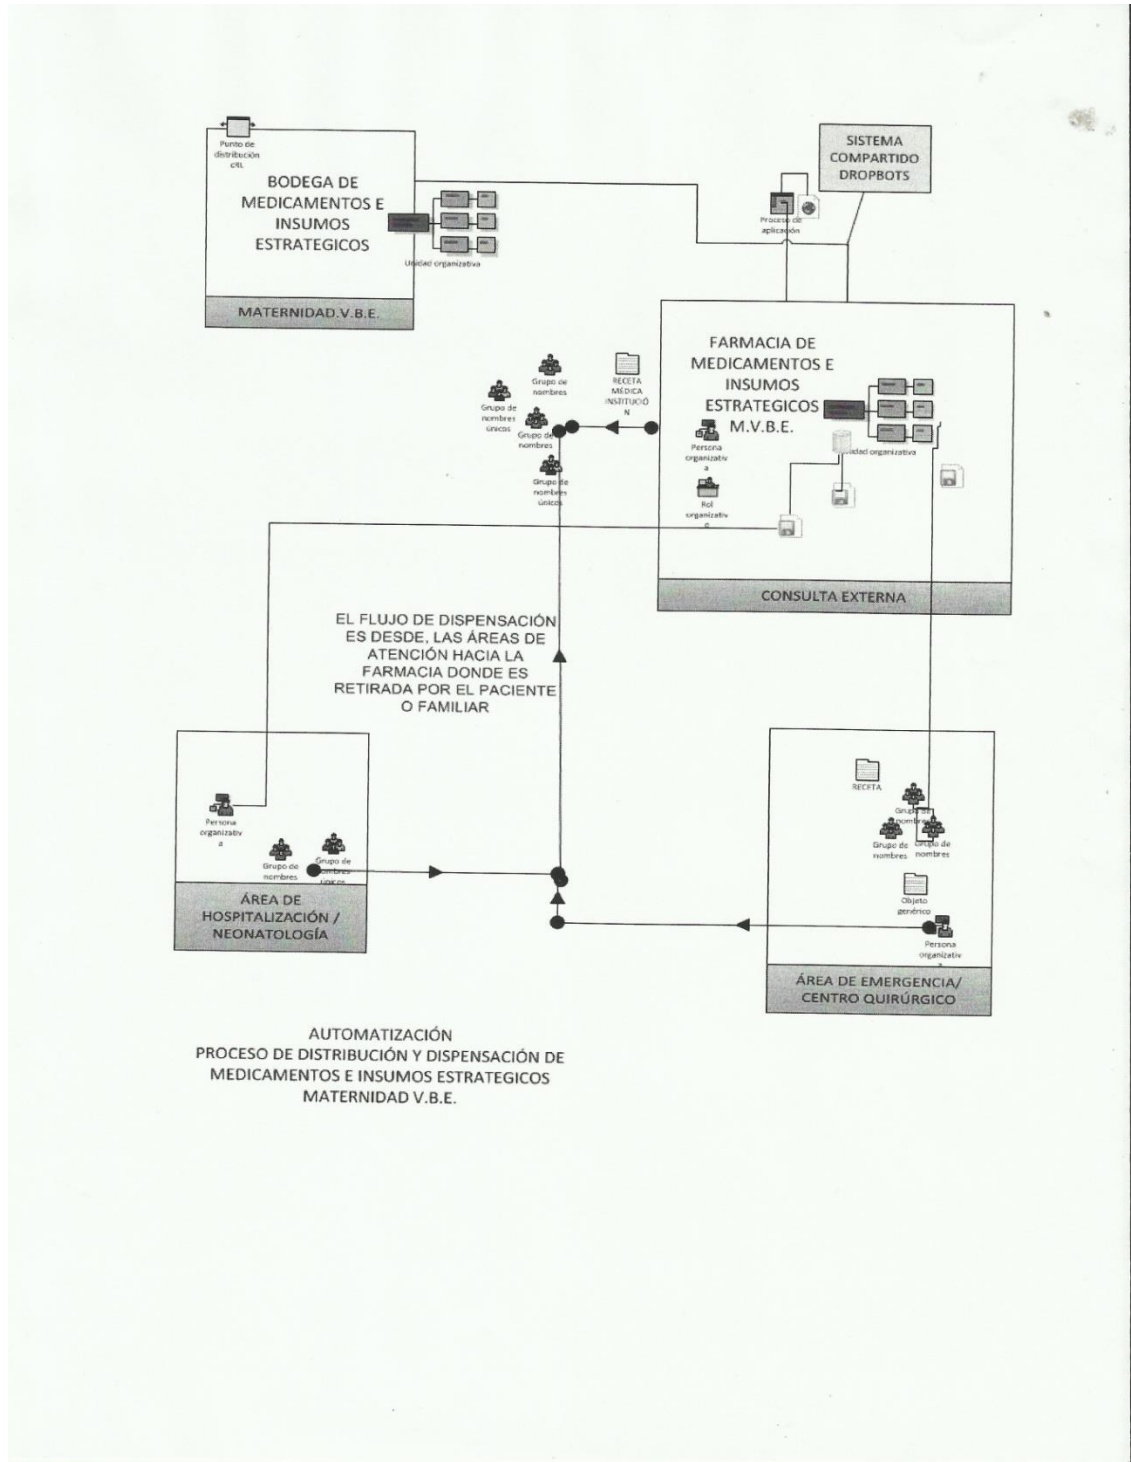 Punto de
distribución
CRL
BODEGA DE
MEDICAMENTOS E
INSUMOS
ESTRATEGICOS
Unidad organizativa
MATERNIDAD.V.B.E.
SISTEMA
COMPARTIDO
DROPBOTS
Proceso de
aplicación
FARMACIA DE
MEDICAMENTOS E
INSUMOS
ESTRATEGICOS
M.V.B.E.
Unidad organizativa
Persona
organizativ
a
Rol
organizativ
o
CONSULTA EXTERNA
RECETA
MÉDICA
INSTITUCIÓ
N
Grupo de
nombres
Grupo de
nombres
únicos
Grupo de
nombres
Grupo de
nombres
únicos
EL FLUJO DE DISPENSACIÓN
ES DESDE, LAS ÁREAS DE
ATENCIÓN HACIA LA
FARMACIA DONDE ES
RETIRADA POR EL PACIENTE
O FAMILIAR
Persona
organizativ
a
Grupo de
nombres
Grupo de
nombres
únicos
ÁREA DE
HOSPITALIZACIÓN /
NEONATOLOGÍA
RECETA
Grupo de
nombres
Grupo de
nombres
Grupo de
nombres
Objeto
genérico
Persona
organizativ
a
ÁREA DE EMERGENCIA/
CENTRO QUIRÚRGICO
AUTOMATIZACIÓN
PROCESO DE DISTRIBUCIÓN Y DISPENSACIÓN DE
MEDICAMENTOS E INSUMOS ESTRATEGICOS
MATERNIDAD V.B.E.